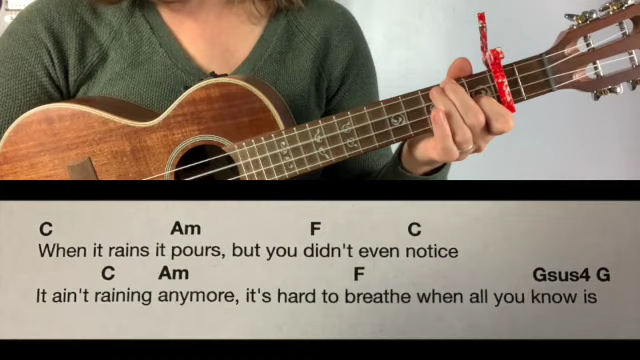 C Am F C
When it rains it pours, but you didn't even notice
C Am F Gsus4 G
It ain't raining anymore, it's hard to breathe when all you know is